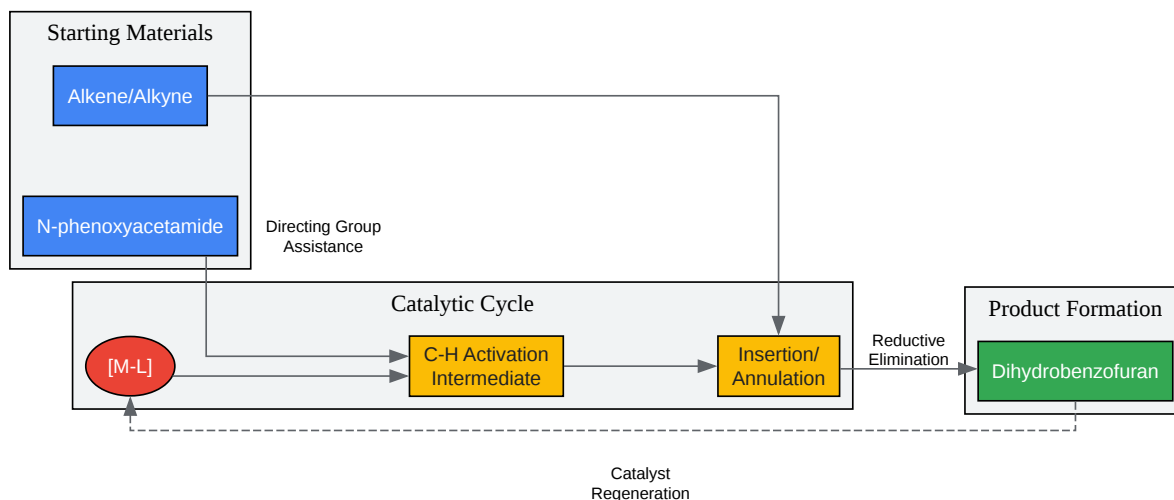 Starting Materials
Alkene/Alkyne
N-phenoxyacetamide
Directing Group
Assistance
Catalytic Cycle
[M-L]
C-H Activation
Intermediate
Insertion/
Annulation
Reductive
Elimination
Product Formation
Dihydrobenzofuran
Catalyst
Regeneration